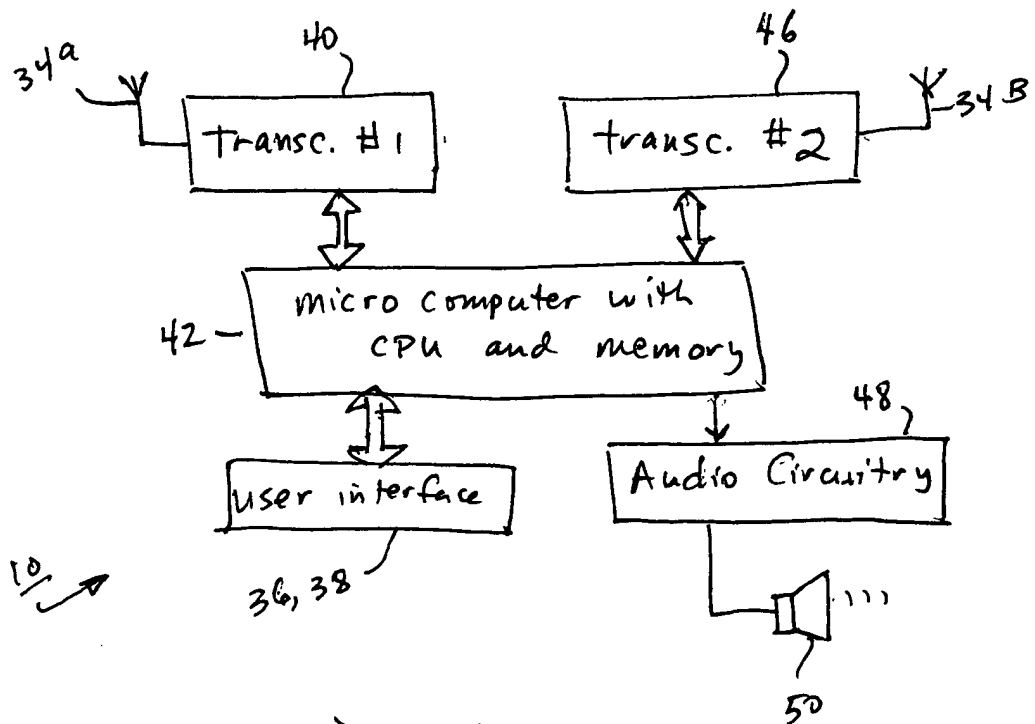 34a
40
46
34B
Transc. #1
transc. #2
42
micro computer with
CPU and memory
48
user interface
Audio Circuitry
10
36, 38
50